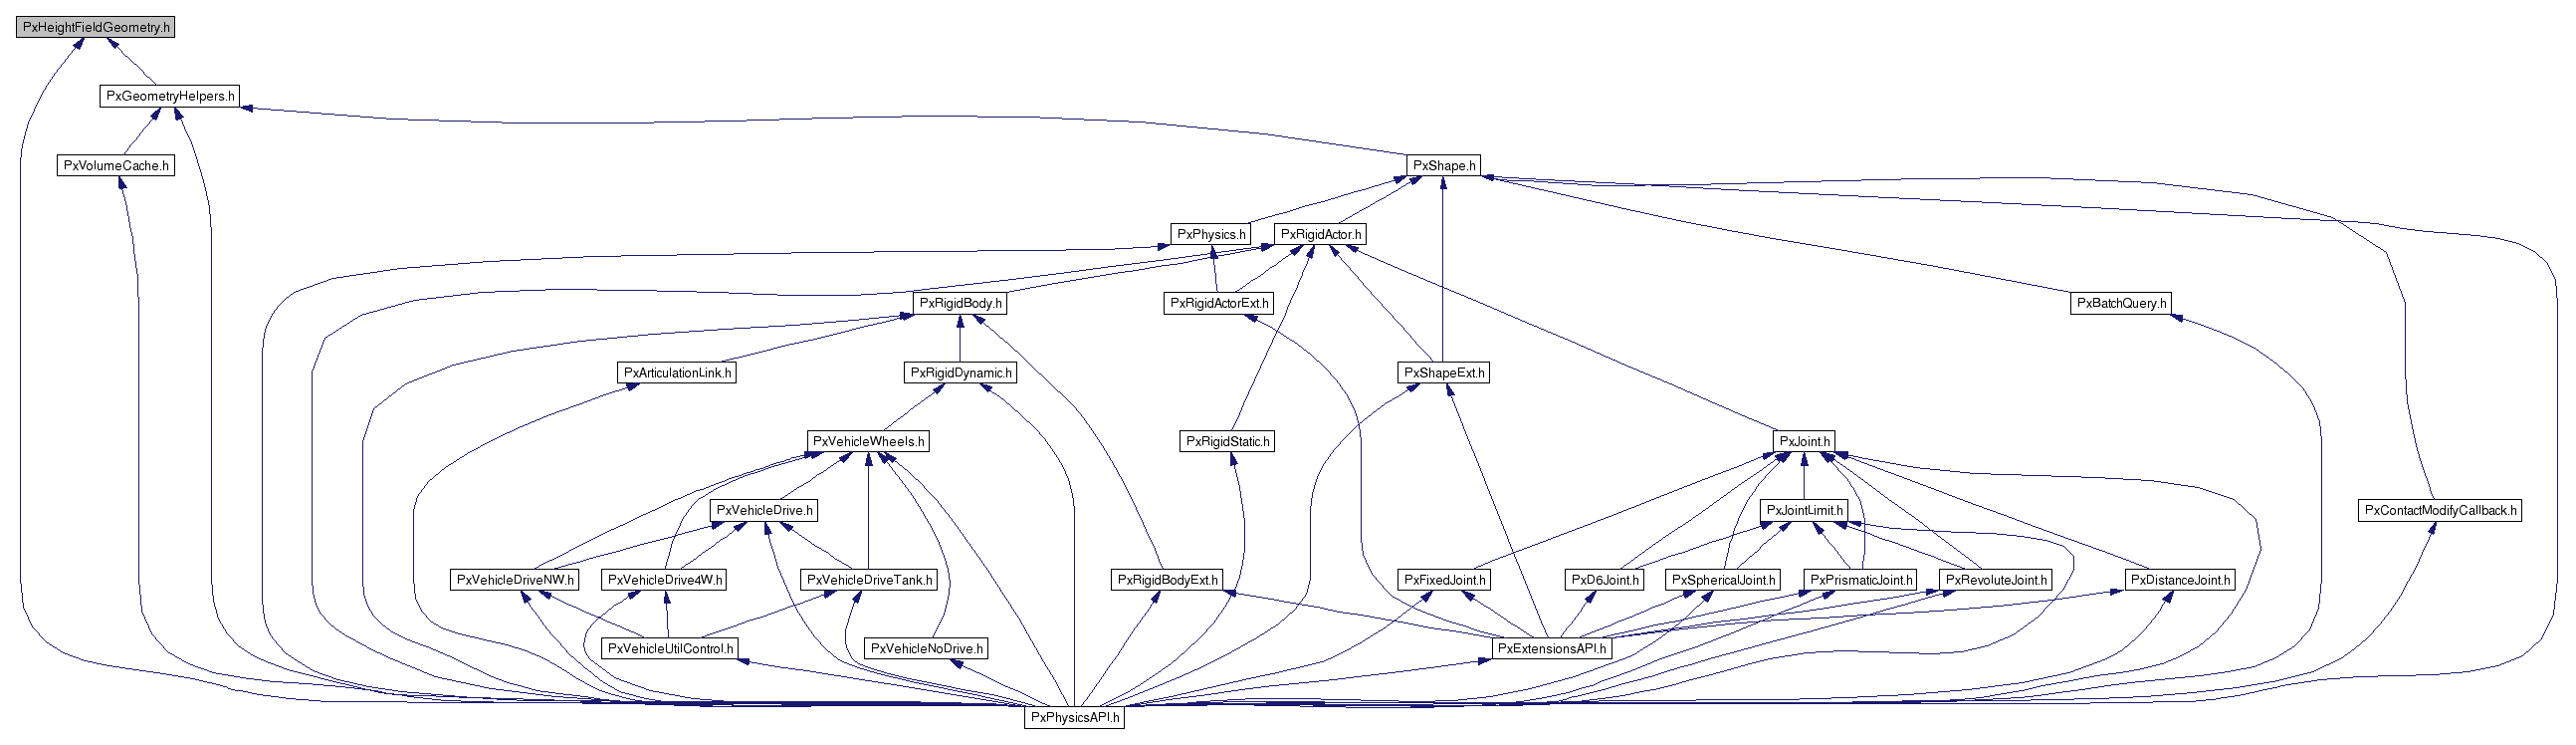 PxHeightFieldGeometry.h
PxGeometryHelpers.h
PxVolumeCache.h
PxShape.h
PxPhysics.h
PxRigidActor.h
PxRigidBody.h
PxRigidActorExt.h
PxBatchQuery.h
PxArticulationLink.h
PxRigidDynamic.h
PxShapeExt.h
PxVehicleWheels.h
PxRigidStatic.h
PxJoint.h
PxVehicleDrive.h
PxJointLimit.h
PxContactModifyCallback.h
PxVehicleDriveNW.h
PxVehicleDrive4W.h
PxVehicleDriveTank.h
PxRigidBodyExt.h
PxFixedJoint.h
PxD6Joint.h
PxSphericalJoint.h
PxPrismaticJoint.h
PxRevoluteJoint.h
PxDistanceJoint.h
PxVehicleUtilControl.h
PxVehicleNoDrive.h
PxExtensionsAPI.h
PxPhysicsAPI.h